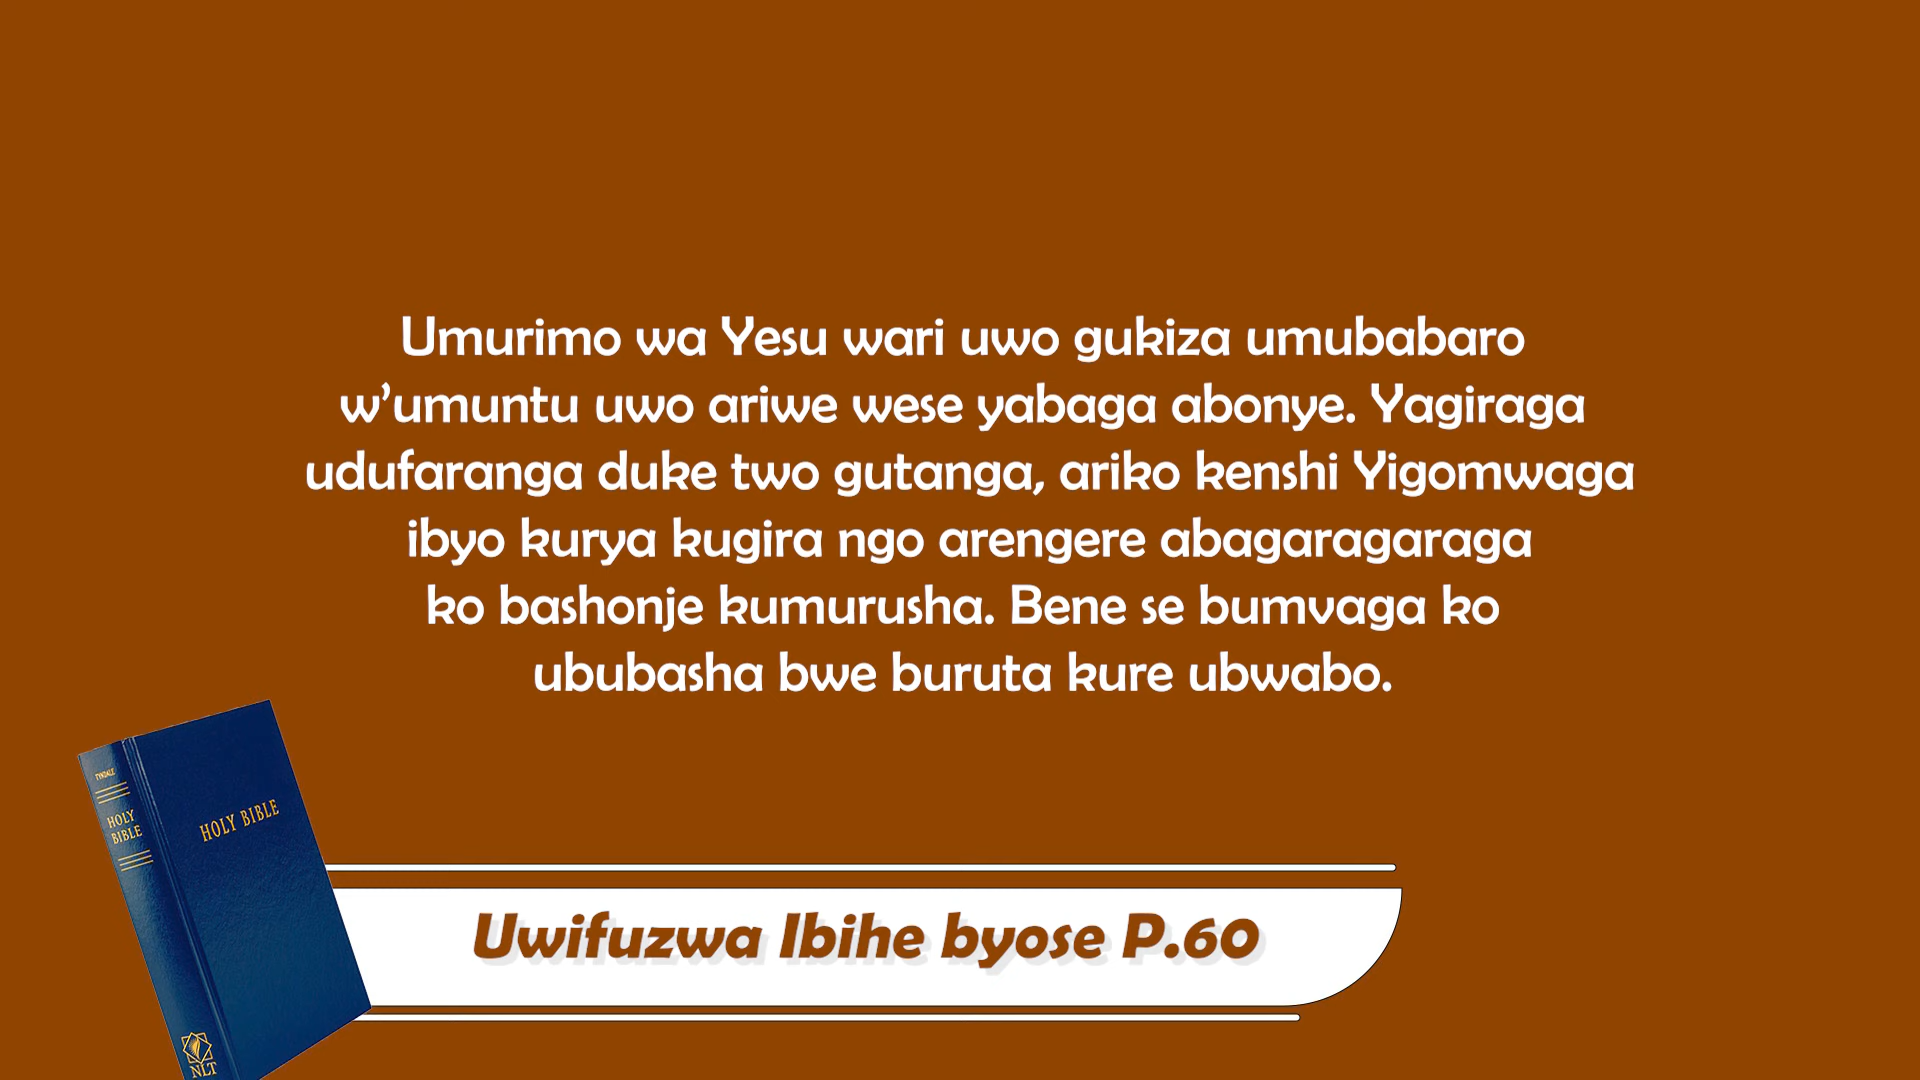 Umurimo wa Yesu wari uwo gukiza umubabaro
w’umuntu uwo ariwe wese yabaga abonye. Yagiraga
udufaranga duke two gutanga, ariko kenshi Yigomwaga
ibyo kurya kugira ngo arengere abagaragaraga
ko bashonje kumurusha. Bene se bumvaga ko
ububasha bwe buruta kure ubwabo.
TYNDALE
HOLY
BIBLE
HOLY BIBLE
NLT
Uwifuzwa Ibihe byose P.60